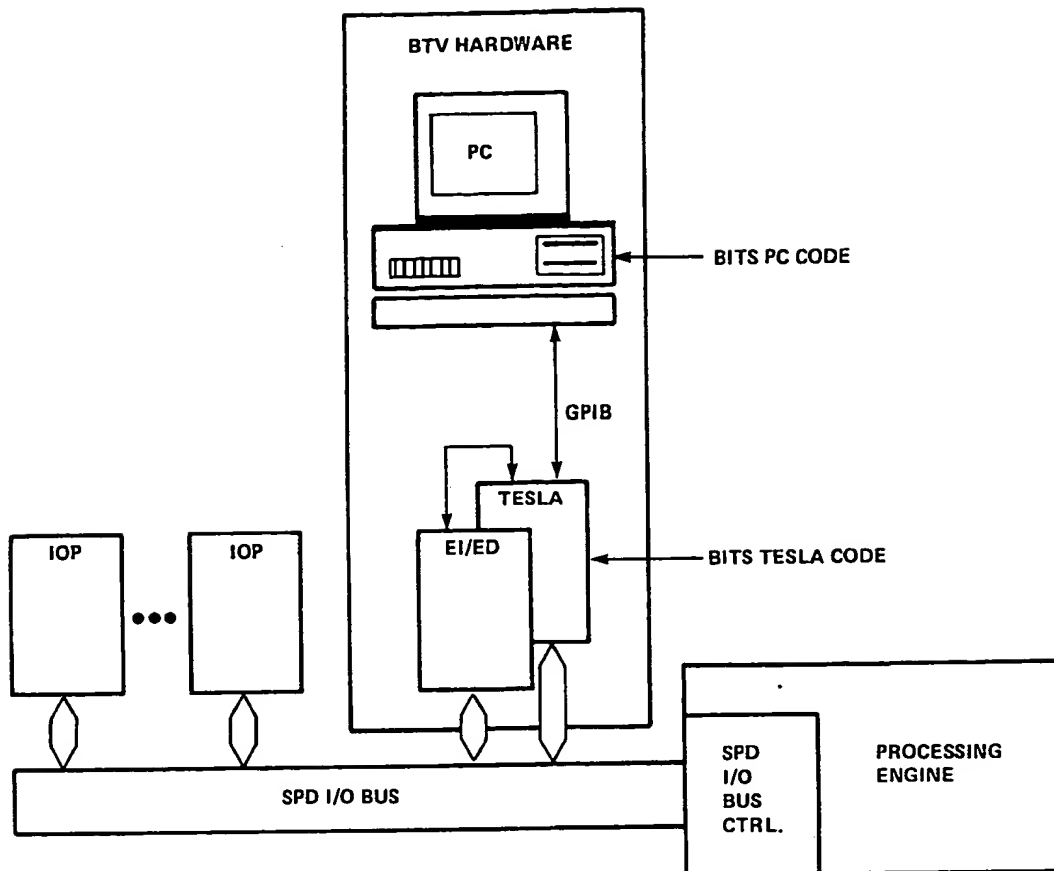 BTV HARDWARE
PC
BITS PC CODE
GPIB
TESLA
IOP
IOP
EI/ED
BITS TESLA CODE
SPD I/O BUS
SPD
I/O
BUS
CTRL.
PROCESSING
ENGINE